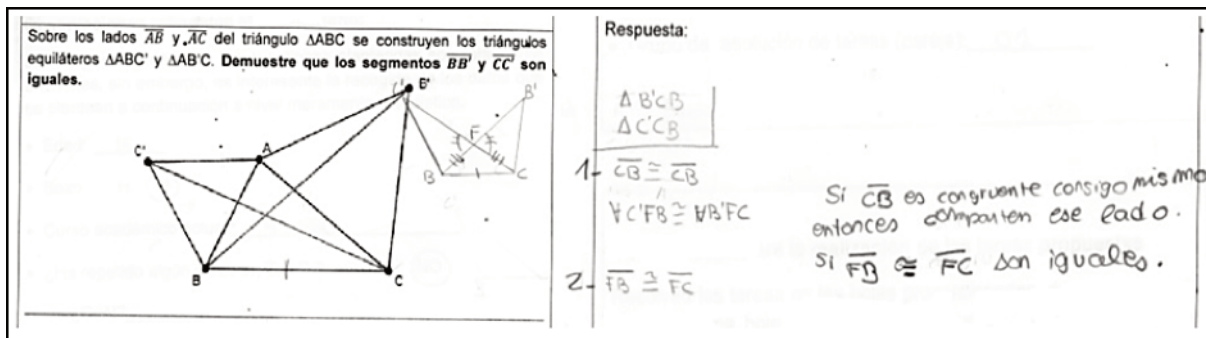 Sobre los lados AB y AC del triángulo ΔABC se construyen los triángulos
equiláteros ΔABC' y ΔAB'C. Demuestre que los segmentos BB' y CC' son
iguales.
B'
C'
B'
F
C'
A
B
C
B
C
Respuesta:
Δ B'CB
Δ C'CB
1- CB ≅ CB
∢C'FB ≅ ∢B'FC
2- FB ≅ FC
Si CB es congruente consigo mismo
entonces comparten ese lado.
si FB ≅ FC son iguales.